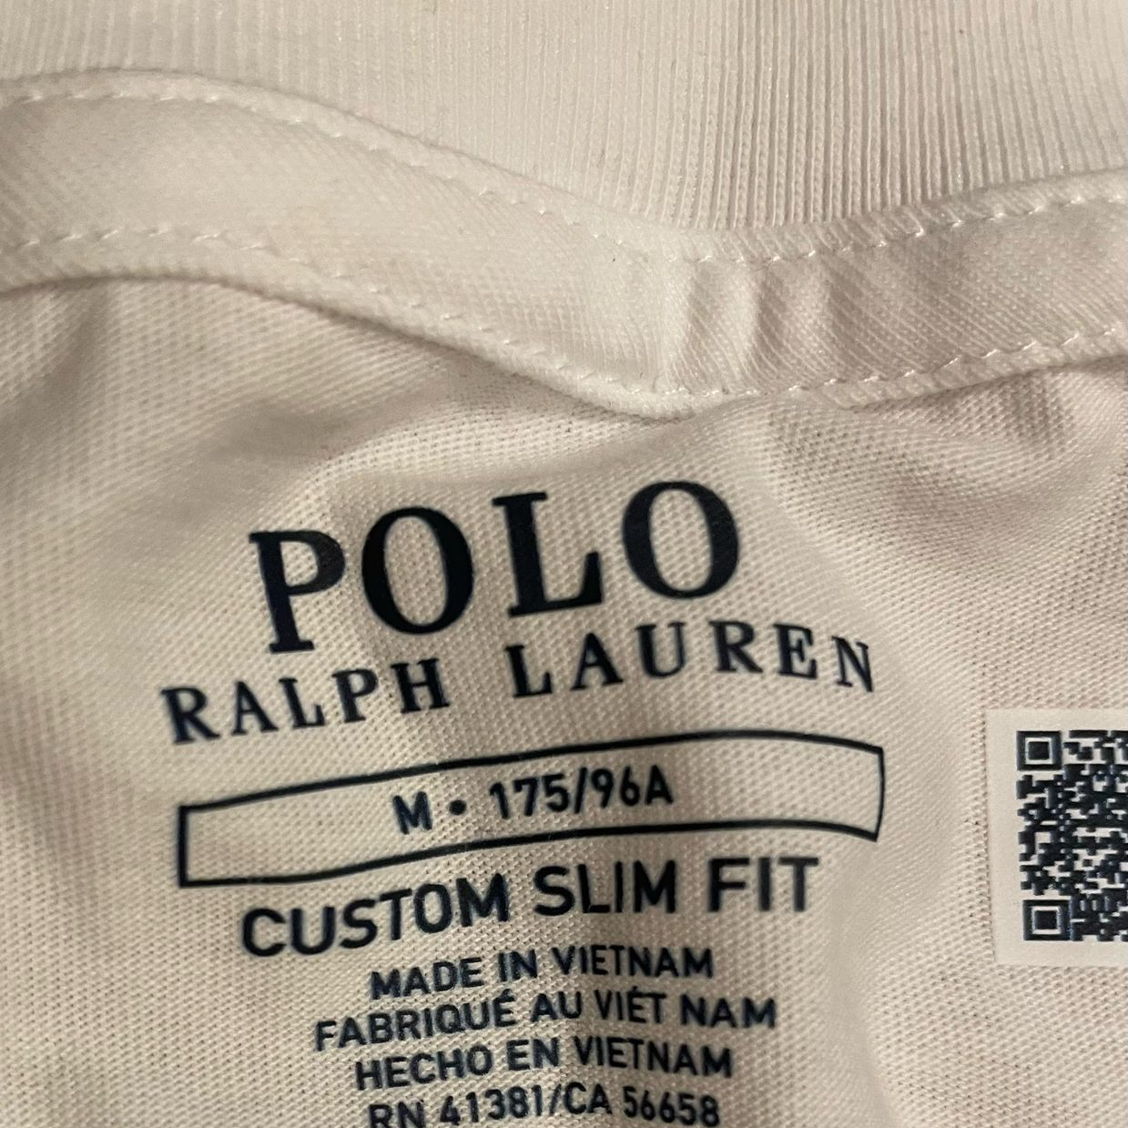 POLO
RALPH LAUREN
M • 175/96A
CUSTOM SLIM FIT
MADE IN VIETNAM
FABRIQUÉ AU VIÊT NAM
HECHO EN VIETNAM
RN 41381/CA 56658